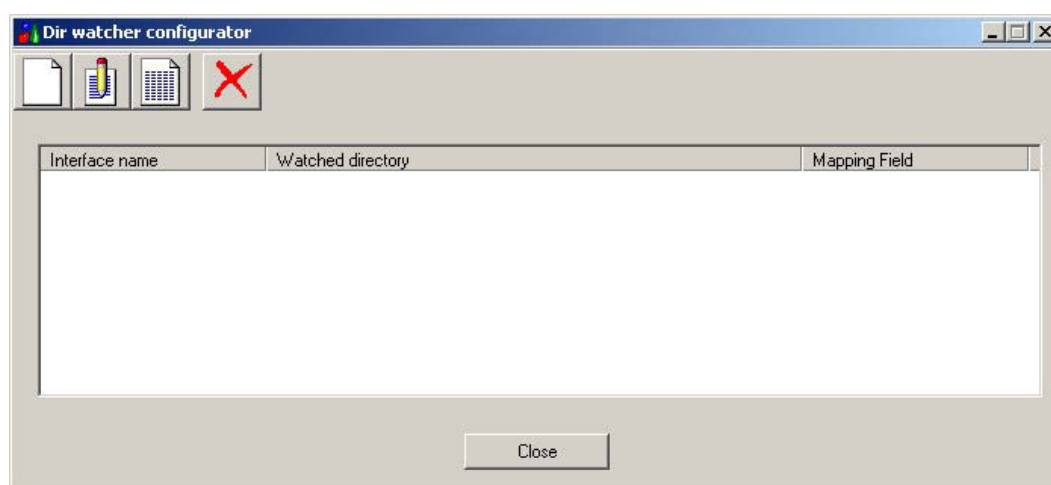 Dir watcher configurator
Interface name Watched directory Mapping Field
Close